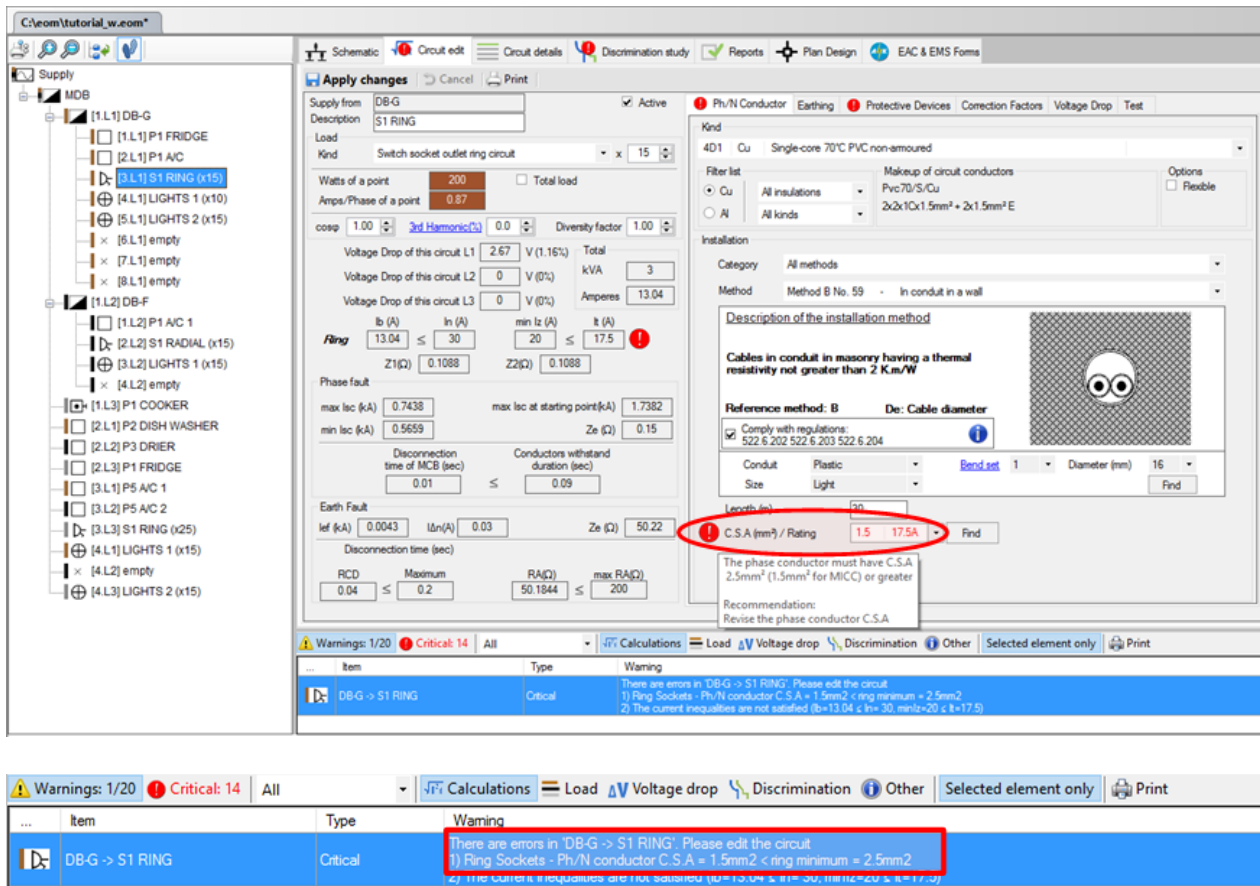 C:\eom\tutorial_w.eom*
Schematic Circuit edit Circuit details Discrimination study Reports Plan Design EAC & EMS Forms
Apply changes Cancel Print
Supply
MDB
[1.L1] DB-G
[1.L1] P1 FRIDGE
[2.L1] P1 A/C
[3.L1] S1 RING (x15)
[4.L1] LIGHTS 1 (x10)
[5.L1] LIGHTS 2 (x15)
[6.L1] empty
[7.L1] empty
[8.L1] empty
[1.L2] DB-F
[1.L2] P1 A/C 1
[2.L2] S1 RADIAL (x15)
[3.L2] LIGHTS 1 (x15)
[4.L2] empty
[1.L3] P1 COOKER
[2.L1] P2 DISH WASHER
[2.L2] P3 DRIER
[2.L3] P1 FRIDGE
[3.L1] P5 A/C 1
[3.L2] P5 A/C 2
[3.L3] S1 RING (x25)
[4.L1] LIGHTS 1 (x15)
[4.L2] empty
[4.L3] LIGHTS 2 (x15)
Supply from DB-G Active
Description S1 RING
Load
Kind Switch socket outlet ring circuit x 15
Watts of a point 200 Total load
Amps/Phase of a point 0.87
cosφ 1.00 3rd Harmonic(%) 0.0 Diversity factor 1.00
Voltage Drop of this circuit L1 2.67 V (1.16%) Total
Voltage Drop of this circuit L2 0 V (0%) kVA 3
Voltage Drop of this circuit L3 0 V (0%) Amperes 13.04
Ib (A) In (A) min Iz (A) It (A)
Ring 13.04 ≤ 30 20 ≤ 17.5
Z1(Ω) 0.1088 Z2(Ω) 0.1088
Phase fault
max Isc (kA) 0.7438 max Isc at starting point(kA) 1.7382
min Isc (kA) 0.5659 Ze (Ω) 0.15
Disconnection Conductors withstand
time of MCB (sec) duration (sec)
0.01 ≤ 0.09
Earth Fault
Ief (kA) 0.0043 IΔn(A) 0.03 Ze (Ω) 50.22
Disconnection time (sec)
RCD Maximum RA(Ω) max RA(Ω)
0.04 ≤ 0.2 50.1844 ≤ 200
Ph/N Conductor Earthing Protective Devices Correction Factors Voltage Drop Test
Kind
4D1 Cu Single-core 70°C PVC non-armoured
Filter list Makeup of circuit conductors Options
Cu All insulations Pvc70/S/Cu Flexible
Al All kinds 2x2x1Cx1.5mm² + 2x1.5mm² E
Installation
Category All methods
Method Method B No. 59 - In conduit in a wall
Description of the installation method
Cables in conduit in masonry having a thermal
resistivity not greater than 2 K.m/W
Reference method: B De: Cable diameter
Comply with regulations:
522.6.202 522.6.203 522.6.204
Conduit Plastic Bend set 1 Diameter (mm) 16
Size Light Find
Length (m) 30
C.S.A (mm²) / Rating 1.5 17.5A Find
The phase conductor must have C.S.A
2.5mm² (1.5mm² for MICC) or greater
Recommendation:
Revise the phase conductor C.S.A
Warnings: 1/20 Critical: 14 All Calculations Load ΔV Voltage drop Discrimination Other Selected element only Print
... Item Type Warning
There are errors in 'DB-G -> S1 RING'. Please edit the circuit
DB-G -> S1 RING Critical 1) Ring Sockets - Ph/N conductor C.S.A = 1.5mm2 < ring minimum = 2.5mm2
2) The current inequalities are not satisfied (Ib=13.04 ≤ In= 30, minIz=20 ≤ It=17.5)
Warnings: 1/20 Critical: 14 All Calculations Load ΔV Voltage drop Discrimination Other Selected element only Print
... Item Type Warning
There are errors in 'DB-G -> S1 RING'. Please edit the circuit
DB-G -> S1 RING Critical 1) Ring Sockets - Ph/N conductor C.S.A = 1.5mm2 < ring minimum = 2.5mm2
2) The current inequalities are not satisfied (Ib=13.04 ≤ In= 30, minIz=20 ≤ It=17.5)